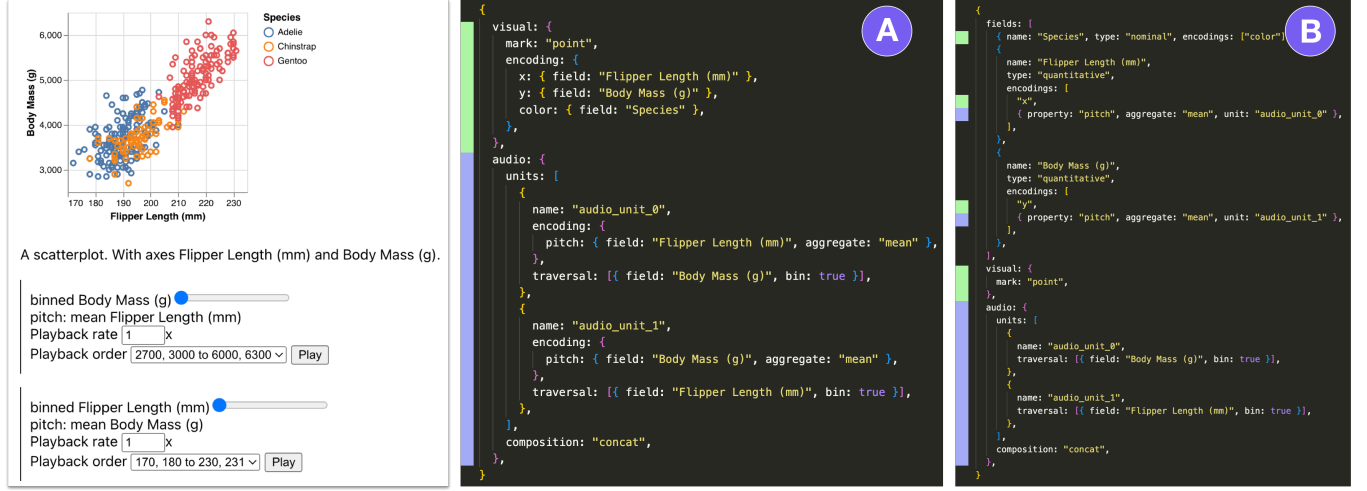 Species
Adelie
Chinstrap
Gentoo
6,000
5,000
4,000
3,000
Body Mass (g)
170 180 190 200 210 220 230
Flipper Length (mm)
A scatterplot. With axes Flipper Length (mm) and Body Mass (g).
binned Body Mass (g)
pitch: mean Flipper Length (mm)
Playback rate 1 x
Playback order 2700, 3000 to 6000, 6300 Play
binned Flipper Length (mm)
pitch: mean Body Mass (g)
Playback rate 1 x
Playback order 170, 180 to 230, 231 Play
A
{
visual: {
mark: "point",
encoding: {
x: { field: "Flipper Length (mm)" },
y: { field: "Body Mass (g)" },
color: { field: "Species" },
},
},
audio: {
units: [
{
name: "audio_unit_0",
encoding: {
pitch: { field: "Flipper Length (mm)", aggregate: "mean" },
},
traversal: [{ field: "Body Mass (g)", bin: true }],
},
{
name: "audio_unit_1",
encoding: {
pitch: { field: "Body Mass (g)", aggregate: "mean" },
},
traversal: [{ field: "Flipper Length (mm)", bin: true }],
},
],
composition: "concat",
},
}
B
{
fields: [
{ name: "Species", type: "nominal", encodings: ["color"]
{
name: "Flipper Length (mm)",
type: "quantitative",
encodings: [
"x",
{ property: "pitch", aggregate: "mean", unit: "audio_unit_0" },
],
},
{
name: "Body Mass (g)",
type: "quantitative",
encodings: [
"y",
{ property: "pitch", aggregate: "mean", unit: "audio_unit_1" },
],
},
],
visual: {
mark: "point",
},
audio: {
units: [
{
name: "audio_unit_0",
traversal: [{ field: "Body Mass (g)", bin: true }],
},
{
name: "audio_unit_1",
traversal: [{ field: "Flipper Length (mm)", bin: true }],
},
],
composition: "concat",
},
}